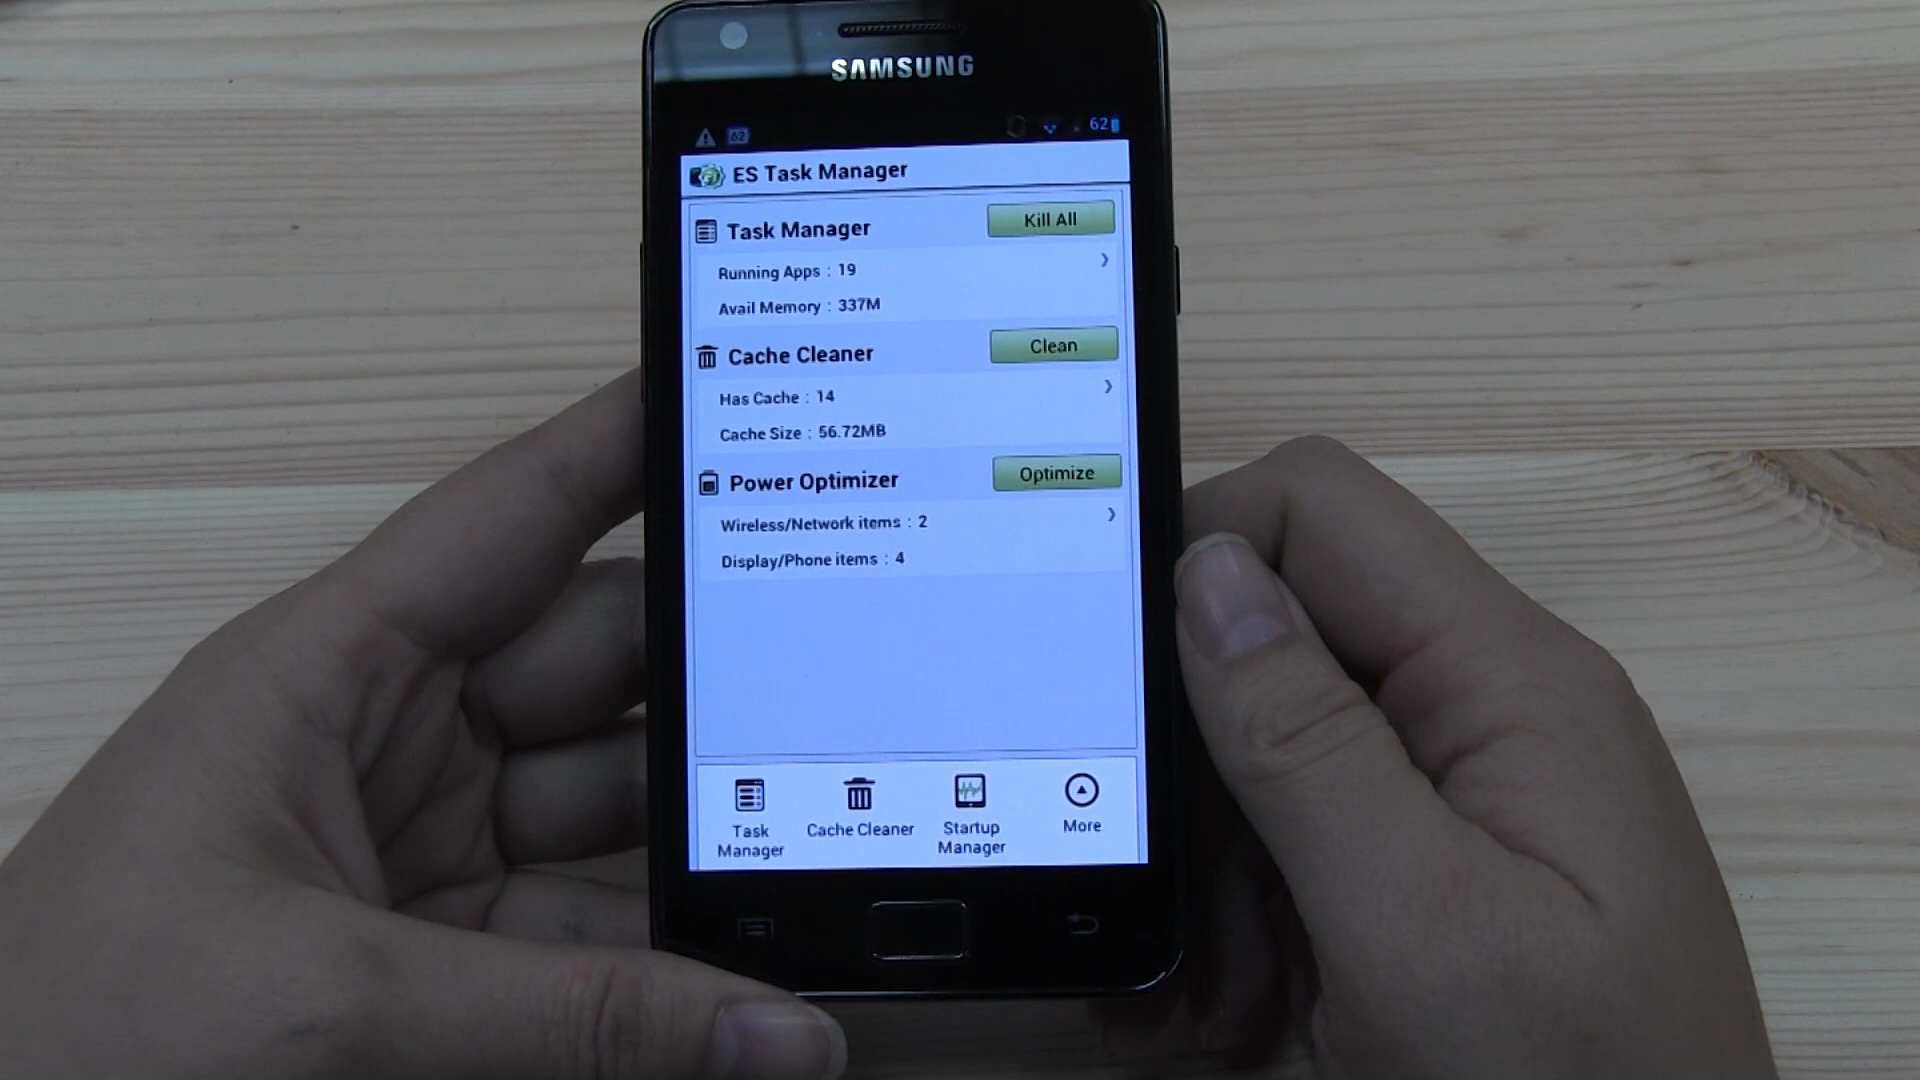 SAMSUNG
62 62
ES Task Manager
Task Manager Kill All
Running Apps : 19
Avail Memory : 337M
Cache Cleaner Clean
Has Cache : 14
Cache Size : 56.72MB
Power Optimizer Optimize
Wireless/Network items : 2
Display/Phone items : 4
Task Manager
Cache Cleaner
Startup Manager
More